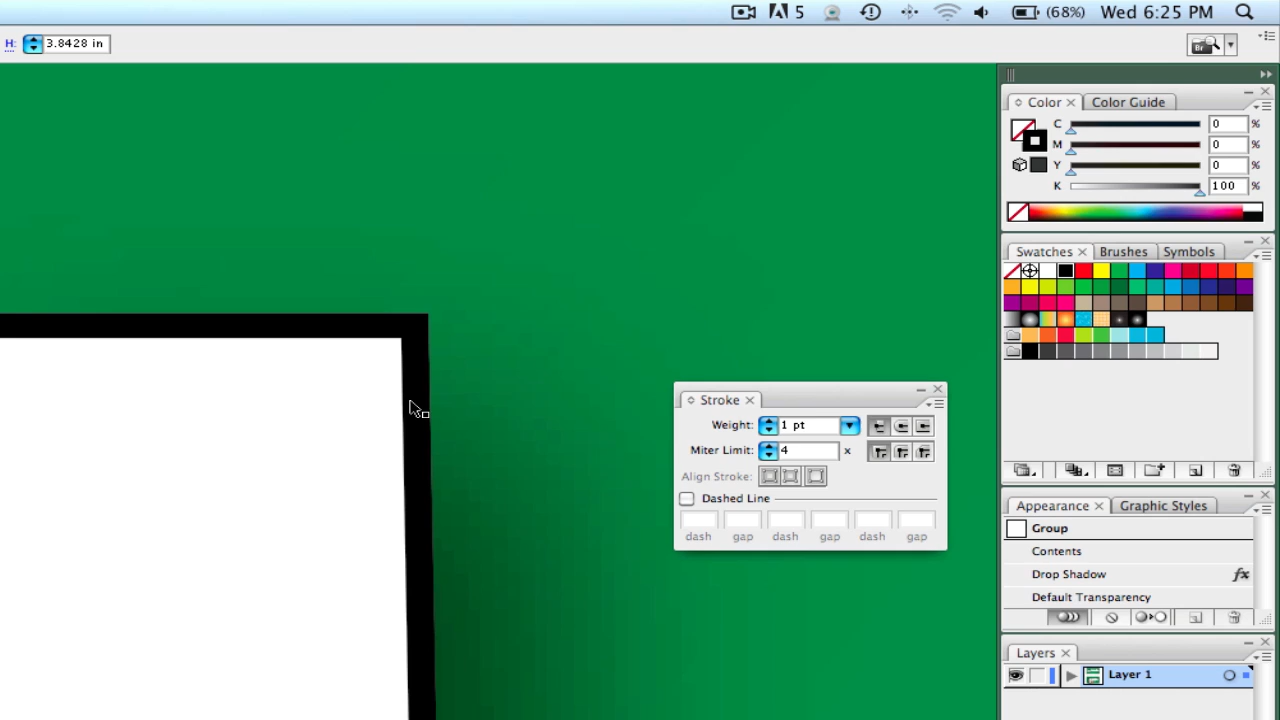 5 (68%) Wed 6:25 PM
H: 3.8428 in
Br
Color Color Guide
C 0 %
M 0 %
Y 0 %
K 100 %
Swatches Brushes Symbols
Stroke
Weight: 1 pt
Miter Limit: 4 x
Align Stroke:
Dashed Line
dash gap dash gap dash gap
Appearance Graphic Styles
Group
Contents
Drop Shadow fx
Default Transparency
Layers
Layer 1